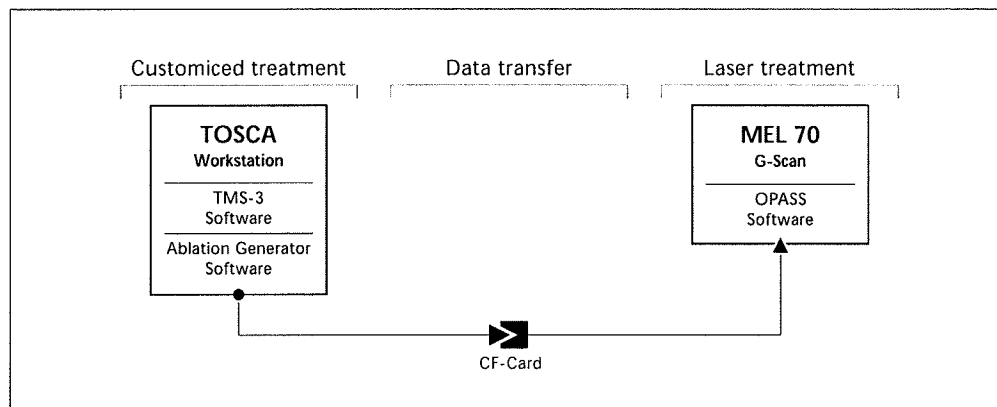 Customiced treatment
Data transfer
Laser treatment
TOSCA
Workstation
TMS-3
Software
Ablation Generator
Software
MEL 70
G-Scan
OPASS
Software
CF-Card